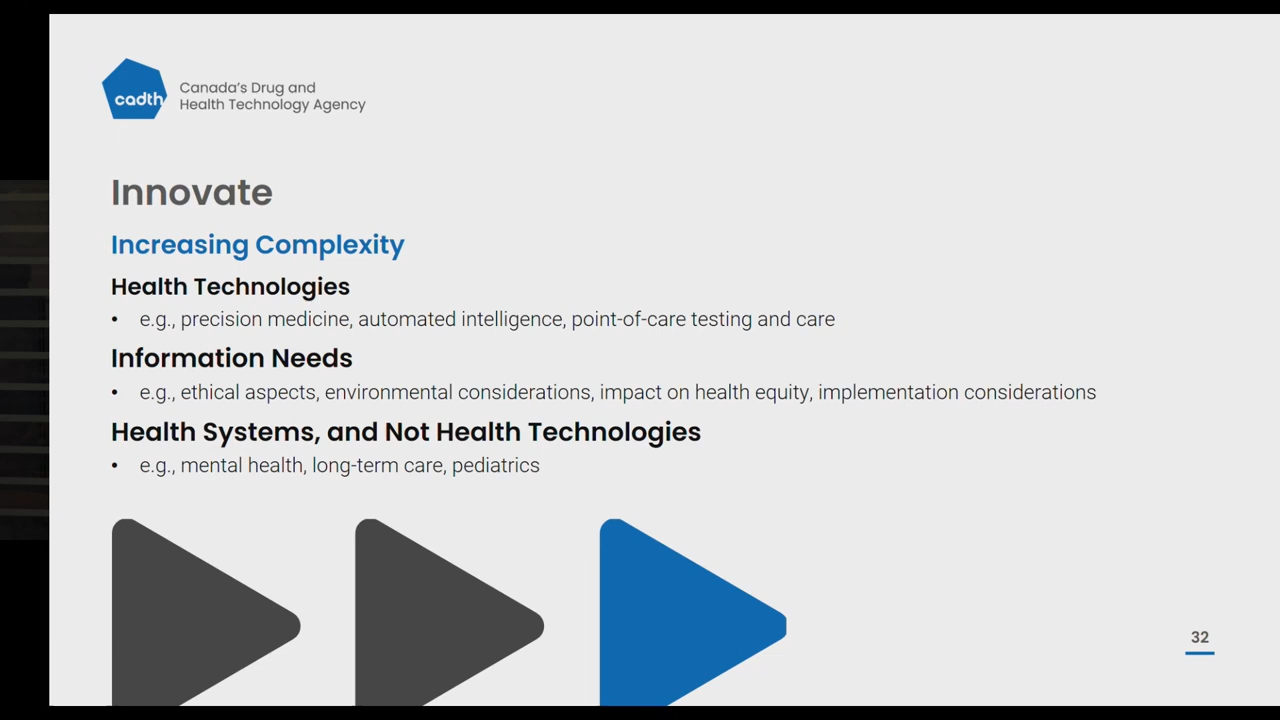 cadth
Canada's Drug and
Health Technology Agency
Innovate
Increasing Complexity
Health Technologies
• e.g., precision medicine, automated intelligence, point-of-care testing and care
Information Needs
• e.g., ethical aspects, environmental considerations, impact on health equity, implementation considerations
Health Systems, and Not Health Technologies
• e.g., mental health, long-term care, pediatrics
32